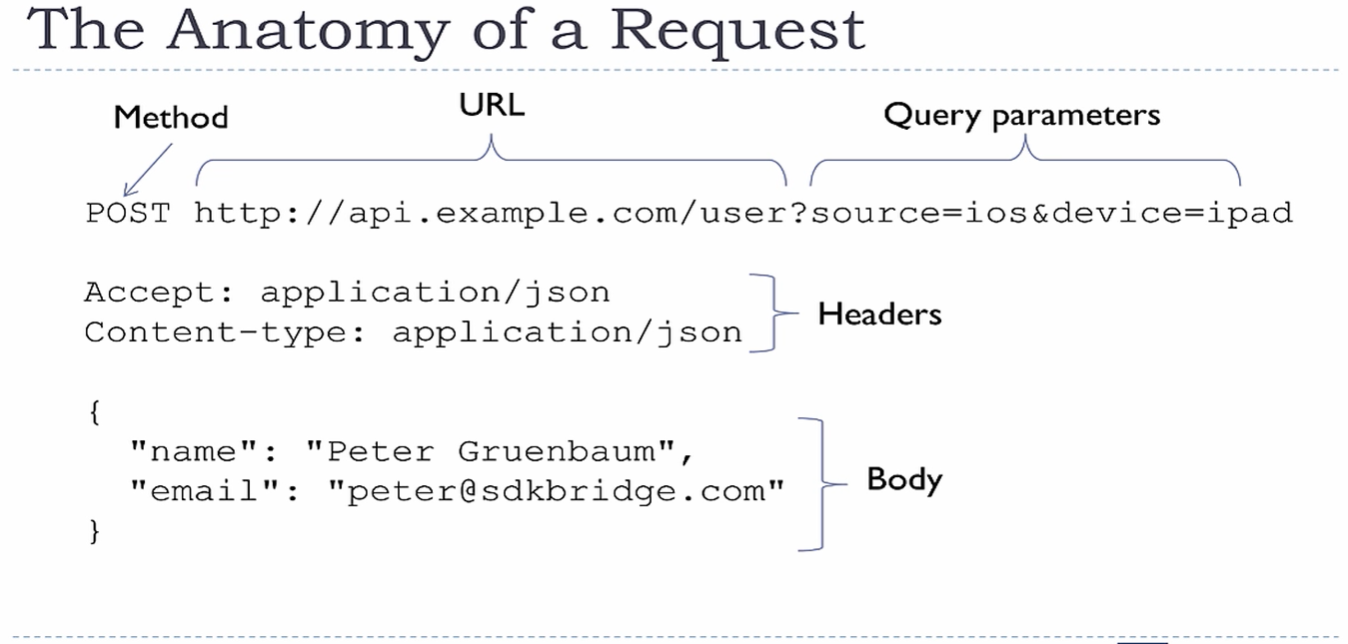 The Anatomy of a Request
Method
URL
Query parameters
POST http://api.example.com/user?source=ios&device=ipad
Accept: application/json
Content-type: application/json
Headers
{
"name": "Peter Gruenbaum",
"email": "peter@sdkbridge.com"
}
Body